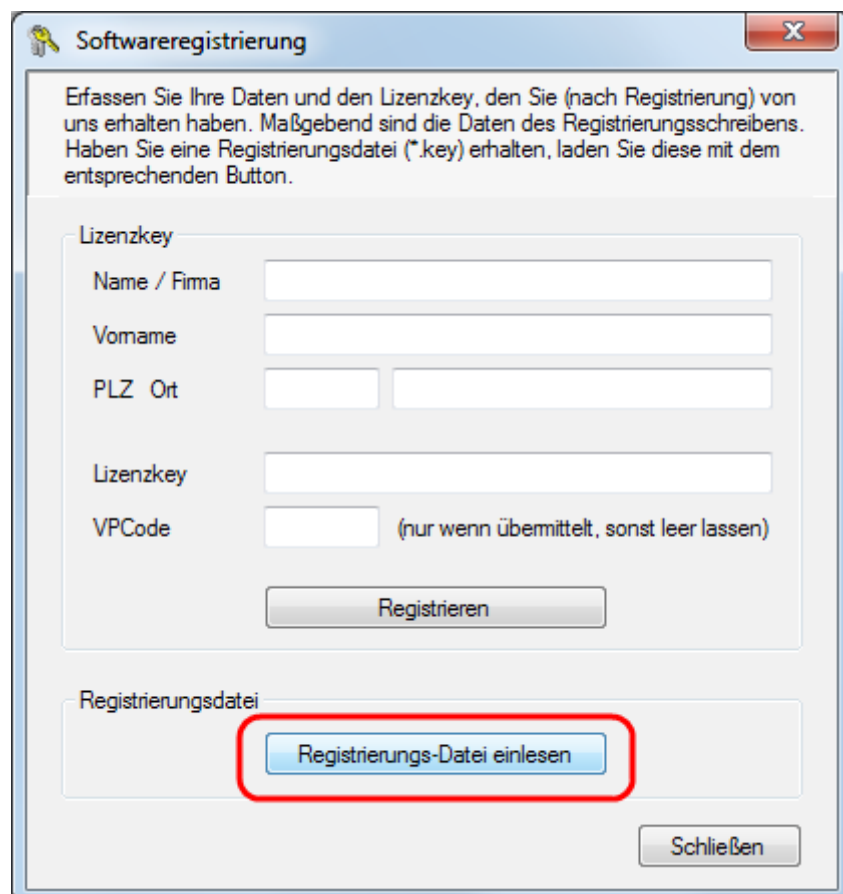 Softwareregistrierung
Erfassen Sie Ihre Daten und den Lizenzkey, den Sie (nach Registrierung) von
uns erhalten haben. Maßgebend sind die Daten des Registrierungsschreibens.
Haben Sie eine Registrierungsdatei (*.key) erhalten, laden Sie diese mit dem
entsprechenden Button.
Lizenzkey
Name / Firma
Vorname
PLZ Ort
Lizenzkey
VPCode (nur wenn übermittelt, sonst leer lassen)
Registrieren
Registrierungsdatei
Registrierungs-Datei einlesen
Schließen